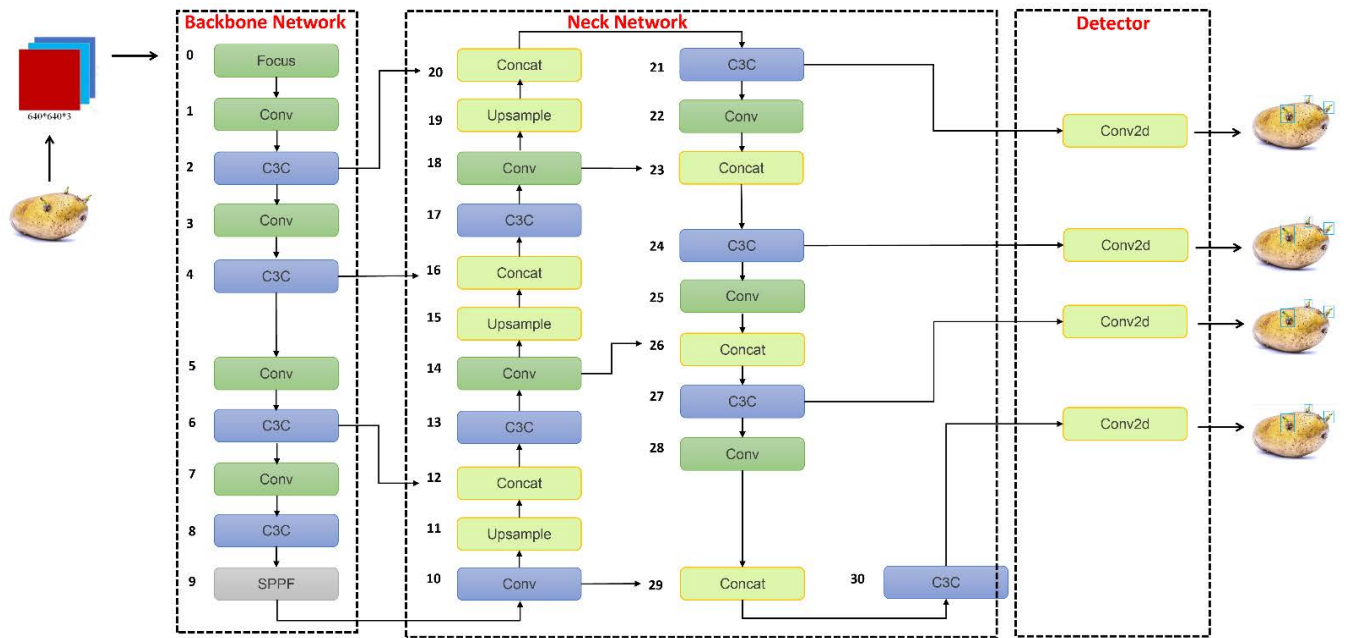 Backbone Network
Neck Network
Detector
640*640*3
0 Focus
1 Conv
2 C3C
3 Conv
4 C3C
5 Conv
6 C3C
7 Conv
8 C3C
9 SPPF
20 Concat
19 Upsample
18 Conv
17 C3C
16 Concat
15 Upsample
14 Conv
13 C3C
12 Concat
11 Upsample
10 Conv
21 C3C
22 Conv
23 Concat
24 C3C
25 Conv
26 Concat
27 C3C
28 Conv
29 Concat
30 C3C
Conv2d
Conv2d
Conv2d
Conv2d